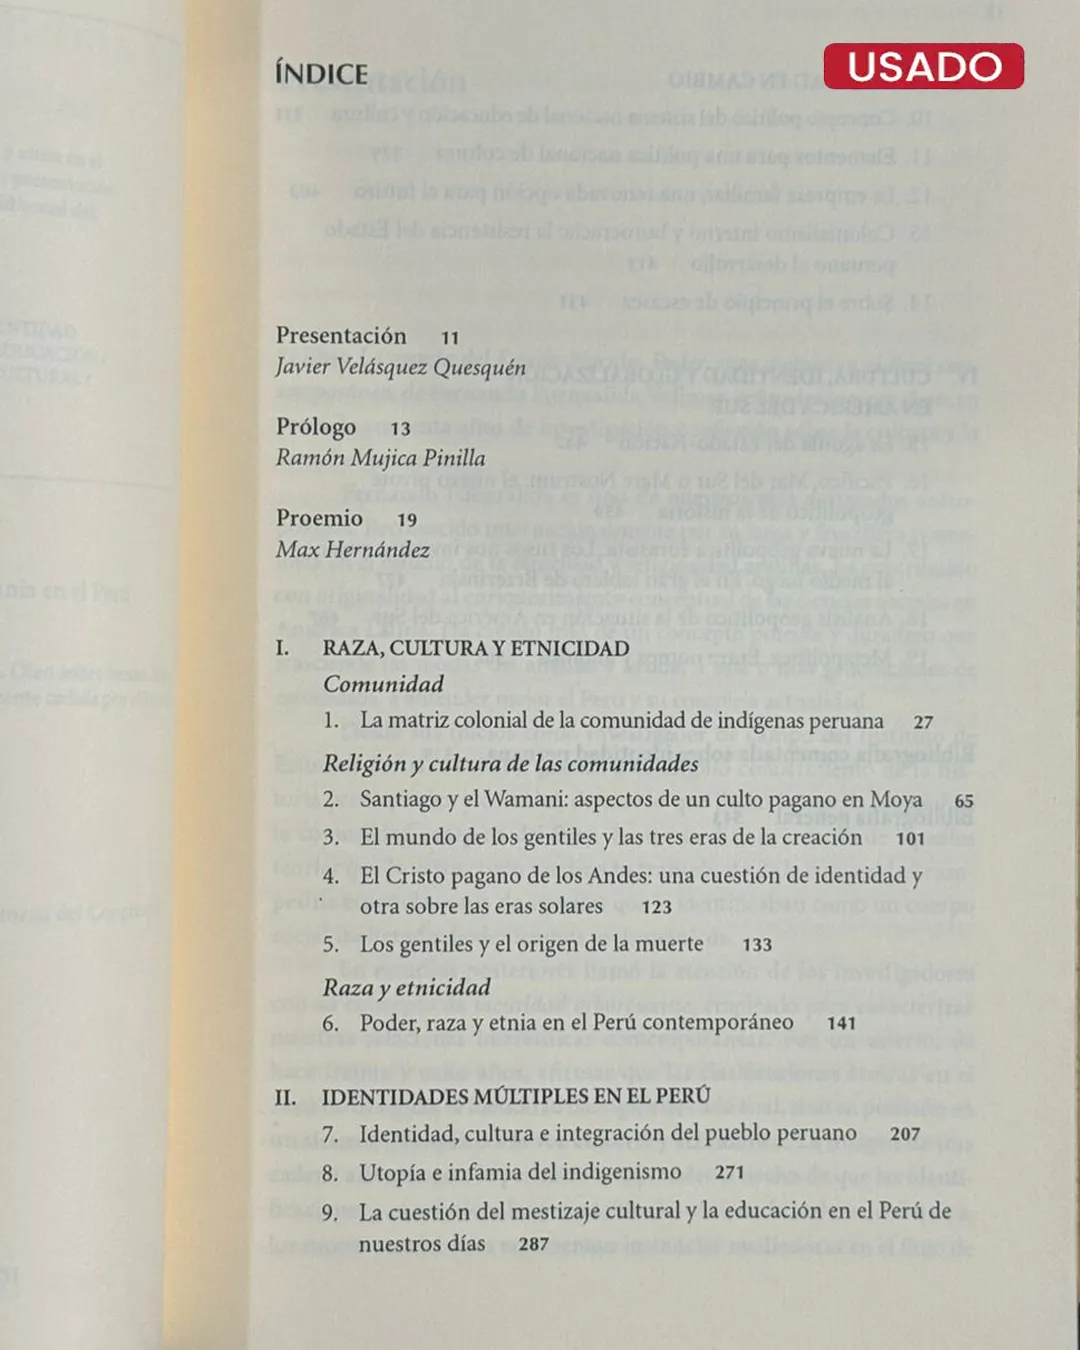 ÍNDICE
USADO
Presentación 11
Javier Velásquez Quesquén
Prólogo 13
Ramón Mujica Pinilla
Proemio 19
Max Hernández
I. RAZA, CULTURA Y ETNICIDAD
Comunidad
1. La matriz colonial de la comunidad de indígenas peruana 27
Religión y cultura de las comunidades
2. Santiago y el Wamani: aspectos de un culto pagano en Moya 65
3. El mundo de los gentiles y las tres eras de la creación 101
4. El Cristo pagano de los Andes: una cuestión de identidad y
otra sobre las eras solares 123
5. Los gentiles y el origen de la muerte 133
Raza y etnicidad
6. Poder, raza y etnia en el Perú contemporáneo 141
II. IDENTIDADES MÚLTIPLES EN EL PERÚ
7. Identidad, cultura e integración del pueblo peruano 207
8. Utopía e infamia del indigenismo 271
9. La cuestión del mestizaje cultural y la educación en el Perú de
nuestros días 287